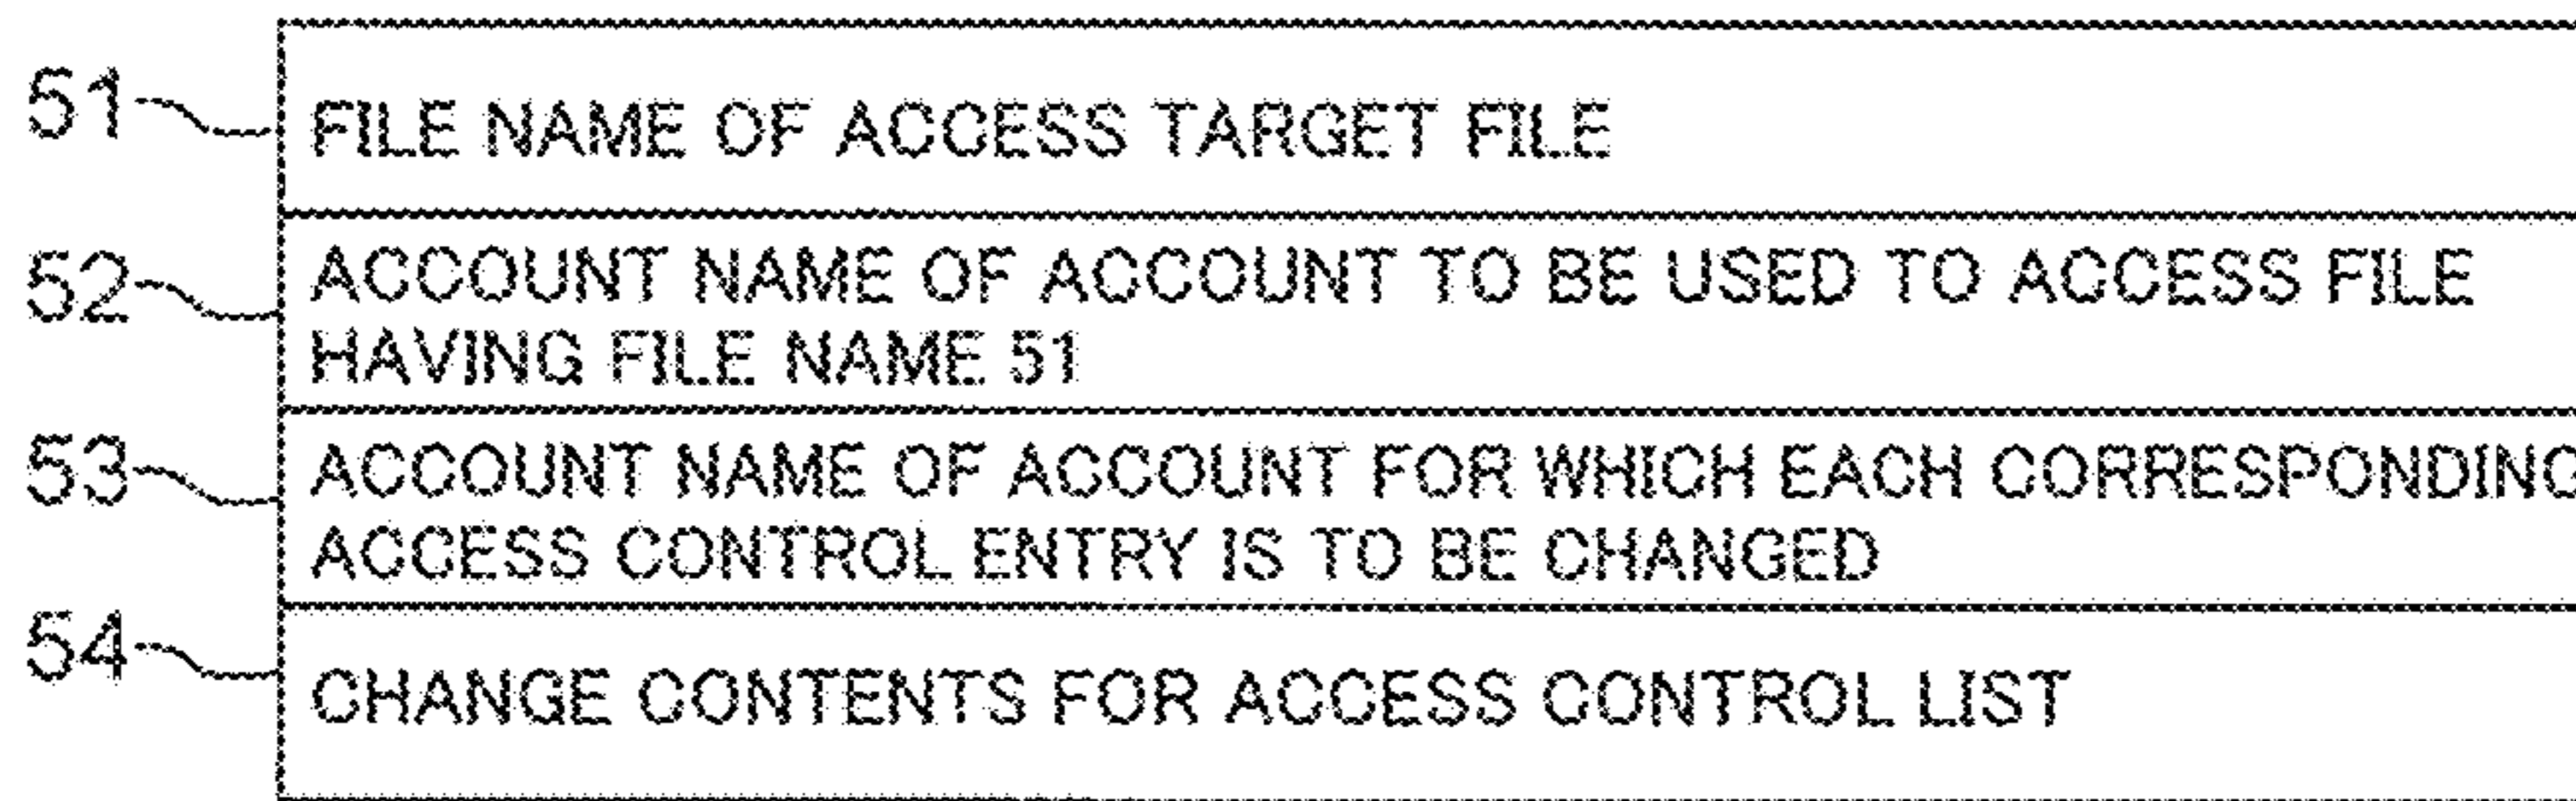 51 FILE NAME OF ACCESS TARGET FILE
52 ACCOUNT NAME OF ACCOUNT TO BE USED TO ACCESS FILE
HAVING FILE NAME 51
53 ACCOUNT NAME OF ACCOUNT FOR WHICH EACH CORRESPONDING
ACCESS CONTROL ENTRY IS TO BE CHANGED
54 CHANGE CONTENTS FOR ACCESS CONTROL LIST